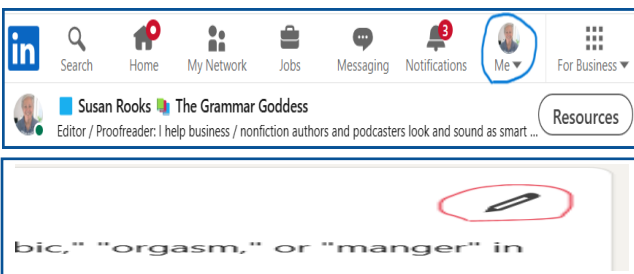 in
Search
Home
My Network
Jobs
Messaging
3
Notifications
Me ▼
For Business ▼
Susan Rooks The Grammar Goddess
Editor / Proofreader: I help business / nonfiction authors and podcasters look and sound as smart ...
Resources
bic," "orgasm," or "manger" in